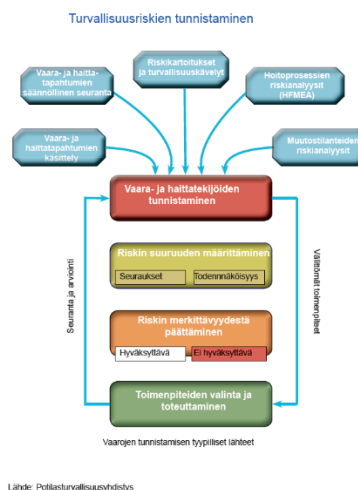 Turvallisuusriskien tunnistaminen
Vaara- ja haitta-
tapahtumien
säännöllinen seuranta
Riskikartoitukset
ja turvallisuuskävelyt
Hoitoprosessien
riskianalyysit
(HFMEA)
Vaara- ja
haittatapahtumien
käsittely
Muutostilanteiden
riskianalyysit
Vaara- ja haittatekijöiden
tunnistaminen
Riskin suuruuden määrittäminen
Seuraukset
Todennnäköisyys
Riskin merkittävyydestä
päättäminen
Hyväksyttävä
Ei hyväksyttävä
Toimenpiteiden valinta ja
toteuttaminen
Seuranta ja arviointi
Välittömät toimenpiteet
Vaarojen tunnistamisen tyypilliset lähteet
Lähde: Potilasturvallisuusyhdistys